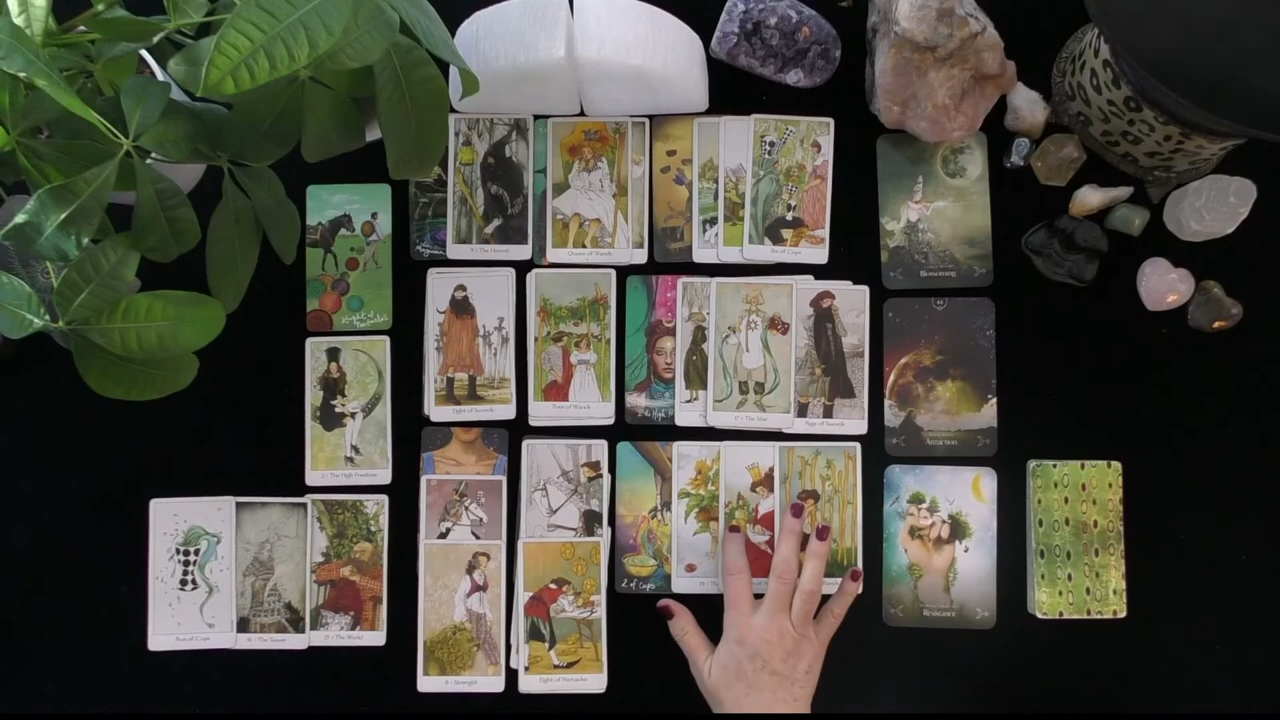 9 : The Hermit
Queen of Wands
Six of Cups
Blossoming
Knight of
Pentacles
Eight of Swords
Four of Wands
17 : The Star
Page of Swords
44
Attraction
2 : The High Priestess
2 of Cups
Resistance
Ace of Cups
16 : The Tower
21 : The World
8 : Strength
Eight of Pentacles